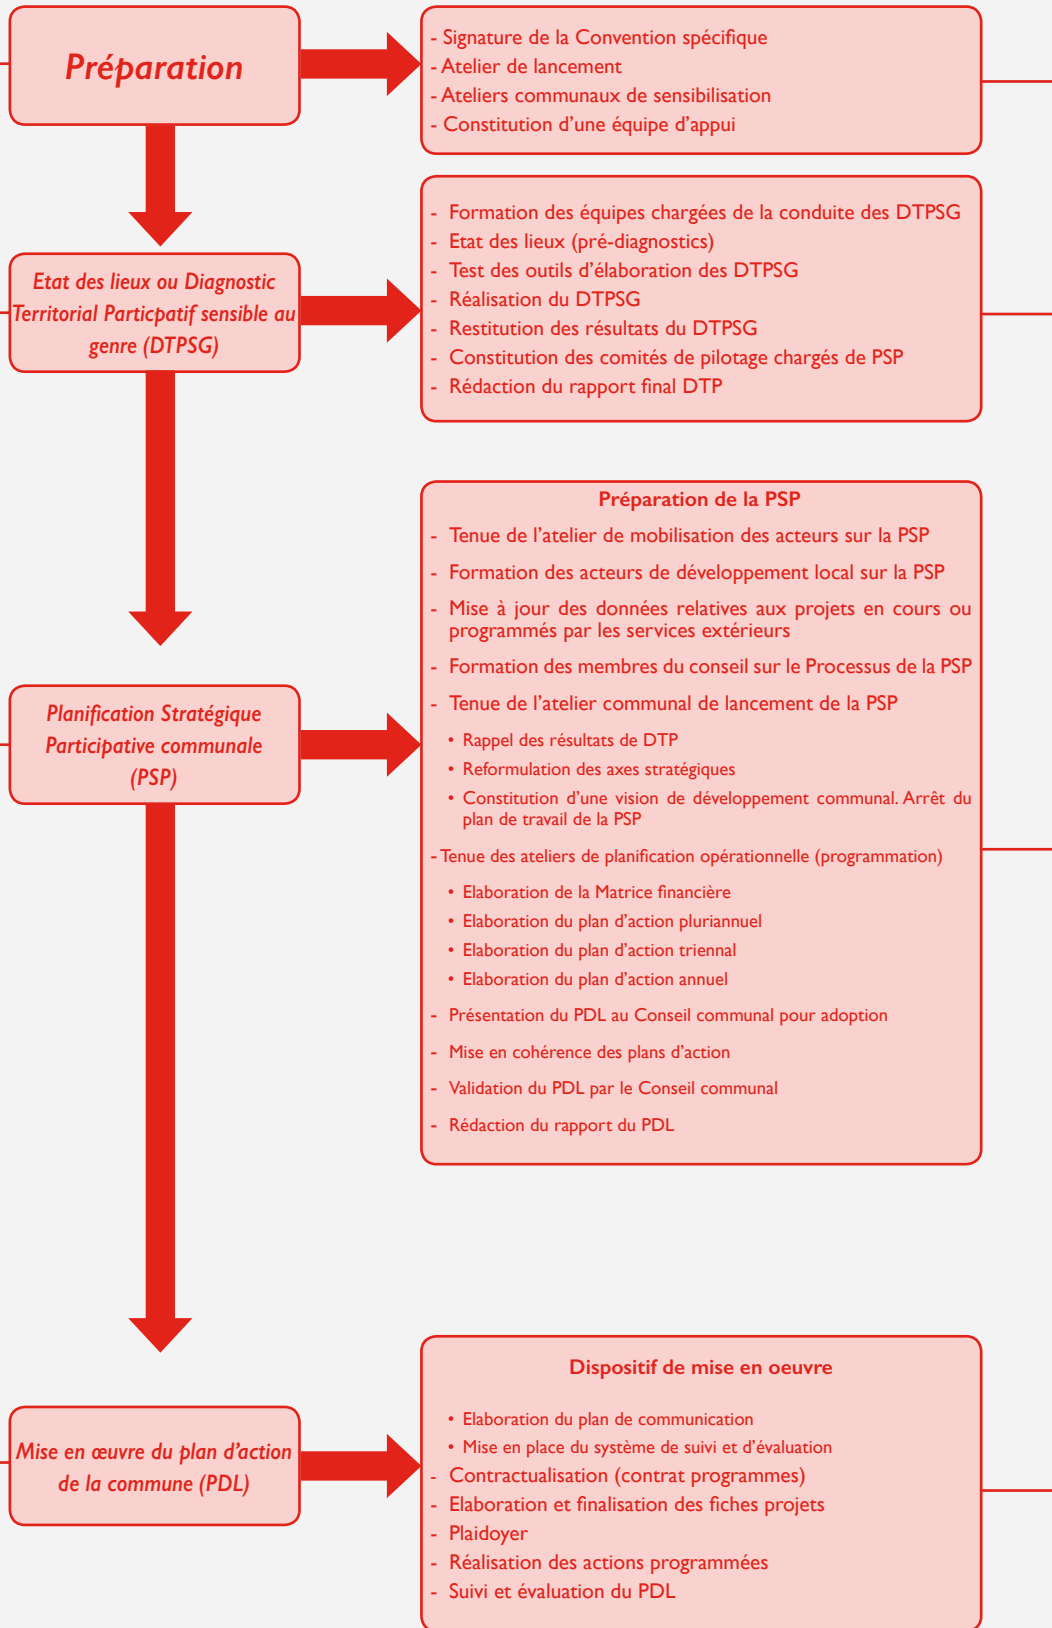 Préparation
- Signature de la Convention spécifique
- Atelier de lancement
- Ateliers communaux de sensibilisation
- Constitution d’une équipe d’appui
Etat des lieux ou Diagnostic
Territorial Particpatif sensible au
genre (DTPSG)
- Formation des équipes chargées de la conduite des DTPSG
- Etat des lieux (pré-diagnostics)
- Test des outils d’élaboration des DTPSG
- Réalisation du DTPSG
- Restitution des résultats du DTPSG
- Constitution des comités de pilotage chargés de PSP
- Rédaction du rapport final DTP
Planification Stratégique
Participative communale
(PSP)
Préparation de la PSP
- Tenue de l’atelier de mobilisation des acteurs sur la PSP
- Formation des acteurs de développement local sur la PSP
- Mise à jour des données relatives aux projets en cours ou
programmés par les services extérieurs
- Formation des membres du conseil sur le Processus de la PSP
- Tenue de l’atelier communal de lancement de la PSP
• Rappel des résultats de DTP
• Reformulation des axes stratégiques
• Constitution d’une vision de développement communal. Arrêt du
plan de travail de la PSP
- Tenue des ateliers de planification opérationnelle (programmation)
• Elaboration de la Matrice financière
• Elaboration du plan d’action pluriannuel
• Elaboration du plan d’action triennal
• Elaboration du plan d’action annuel
- Présentation du PDL au Conseil communal pour adoption
- Mise en cohérence des plans d’action
- Validation du PDL par le Conseil communal
- Rédaction du rapport du PDL
Mise en œuvre du plan d’action
de la commune (PDL)
Dispositif de mise en oeuvre
• Elaboration du plan de communication
• Mise en place du système de suivi et d’évaluation
- Contractualisation (contrat programmes)
- Elaboration et finalisation des fiches projets
- Plaidoyer
- Réalisation des actions programmées
- Suivi et évaluation du PDL